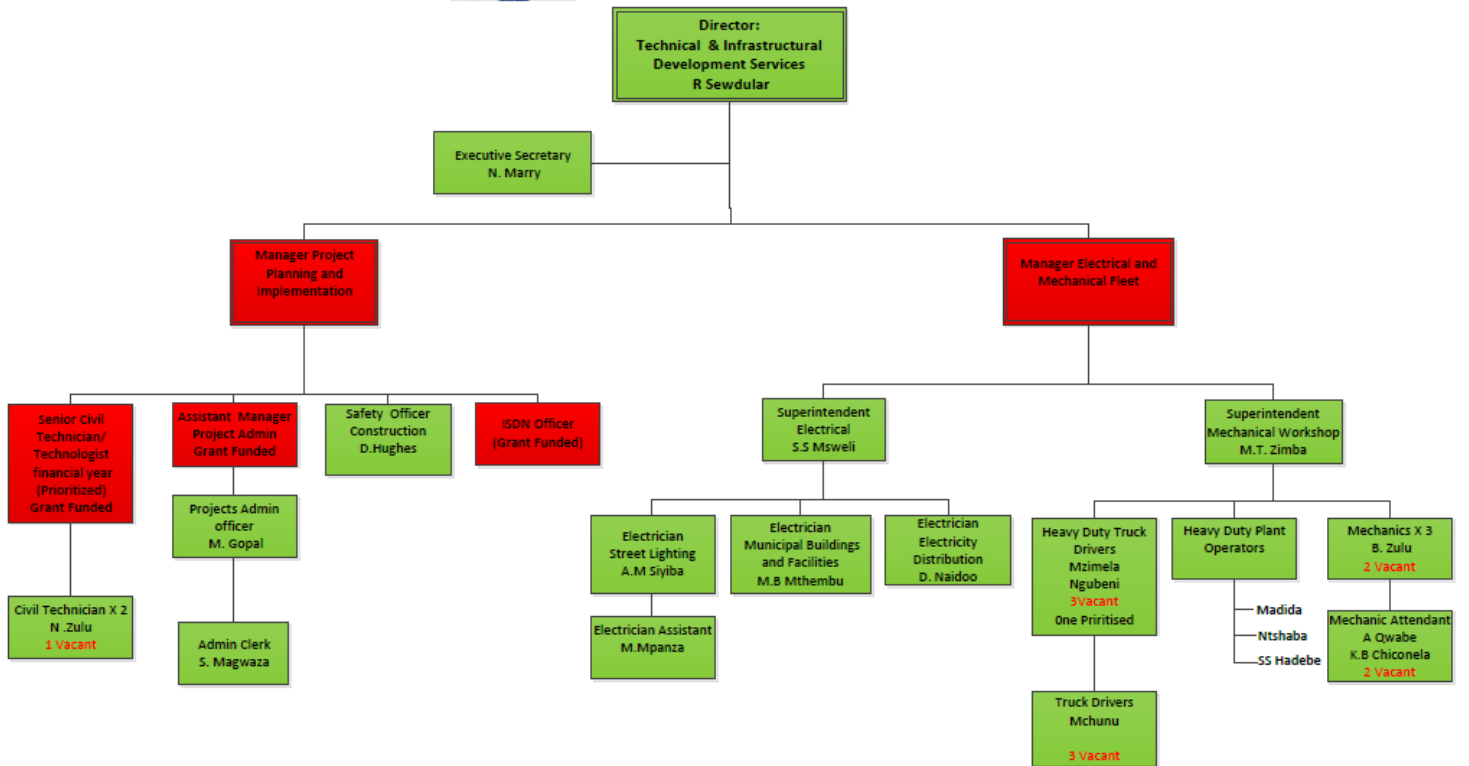 Director:
Technical & Infrastructural
Development Services
R Sewdular
Executive Secretary
N. Marry
Manager Project
Planning and
Implementation
Manager Electrical and
Mechanical Fleet
Senior Civil
Technician/
Technologist
financial year
(Prioritized)
Grant Funded
Assistant Manager
Project Admin
Grant Funded
Safety Officer
Construction
D.Hughes
ISDN Officer
(Grant Funded)
Superintendent
Electrical
S.S Msweli
Superintendent
Mechanical Workshop
M.T. Zimba
Projects Admin
officer
M. Gopal
Electrician
Street Lighting
A.M Siyiba
Electrician
Municipal Buildings
and Facilities
M.B Mthembu
Electrician
Electricity
Distribution
D. Naidoo
Heavy Duty Truck
Drivers
Mzimela
Ngubeni
3Vacant
One Priritised
Heavy Duty Plant
Operators
Mechanics X 3
B. Zulu
2 Vacant
Civil Technician X 2
N .Zulu
1 Vacant
Admin Clerk
S. Magwaza
Electrician Assistant
M.Mpanza
Madida
Ntshaba
SS Hadebe
Mechanic Attendant
A Qwabe
K.B Chiconela
2 Vacant
Truck Drivers
Mchunu
3 Vacant